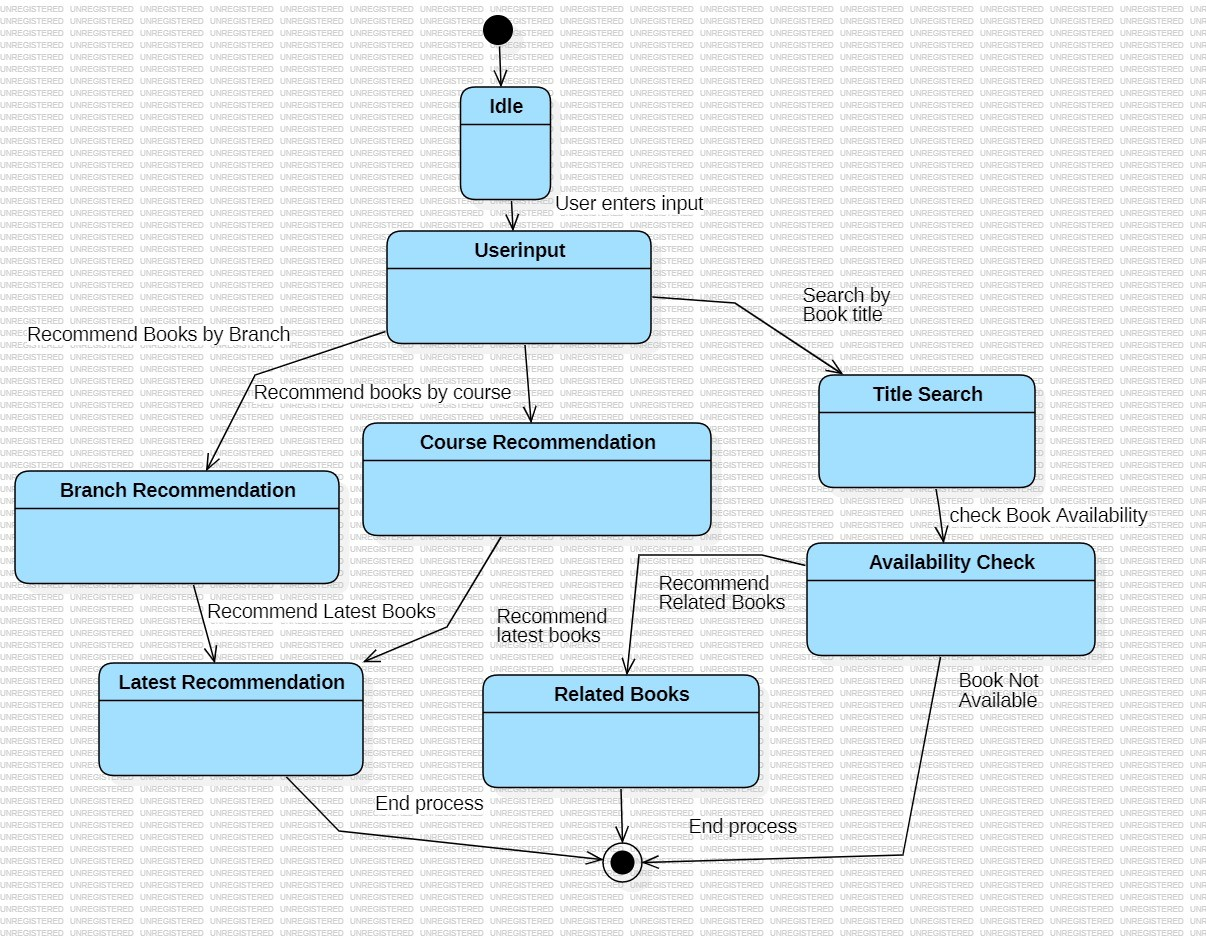 Idle
User enters input
Userinput
Search by
Book title
Recommend Books by Branch
Recommend books by course
Title Search
Course Recommendation
Branch Recommendation
check Book Availability
Availability Check
Recommend
Related Books
Recommend Latest Books
Recommend
latest books
Latest Recommendation
Related Books
Book Not
Available
End process
End process
UNREGISTERED